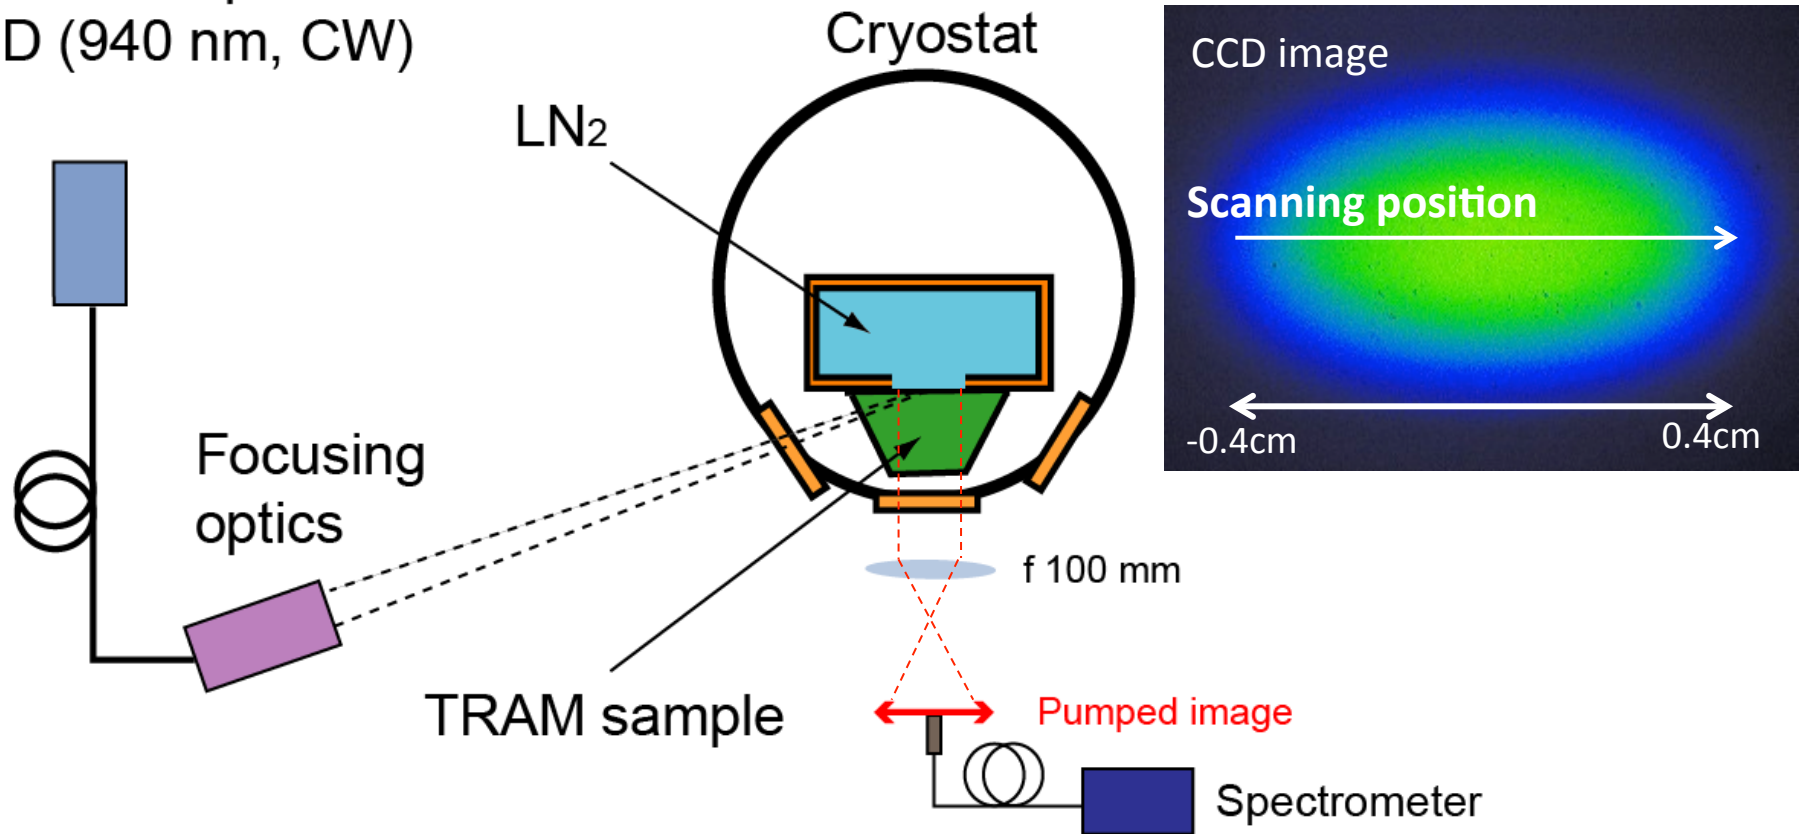 D (940 nm, CW)
Cryostat
CCD image
LN2
Scanning position
-0.4cm
0.4cm
Focusing
optics
f 100 mm
TRAM sample
Pumped image
Spectrometer